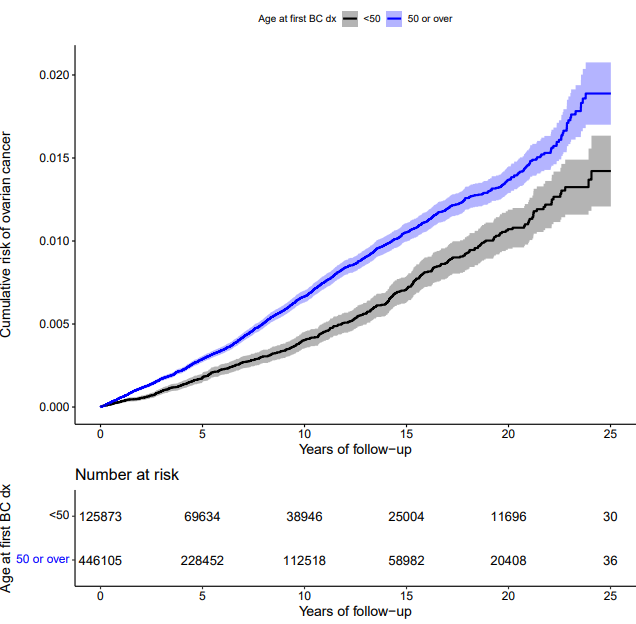 Age at first BC dx <50 50 or over
Cumulative risk of ovarian cancer
0.020
0.015
0.010
0.005
0.000
0 5 10 15 20 25
Years of follow−up
Number at risk
Age at first BC dx
<50 125873 69634 38946 25004 11696 30
50 or over 446105 228452 112518 58982 20408 36
0 5 10 15 20 25
Years of follow−up